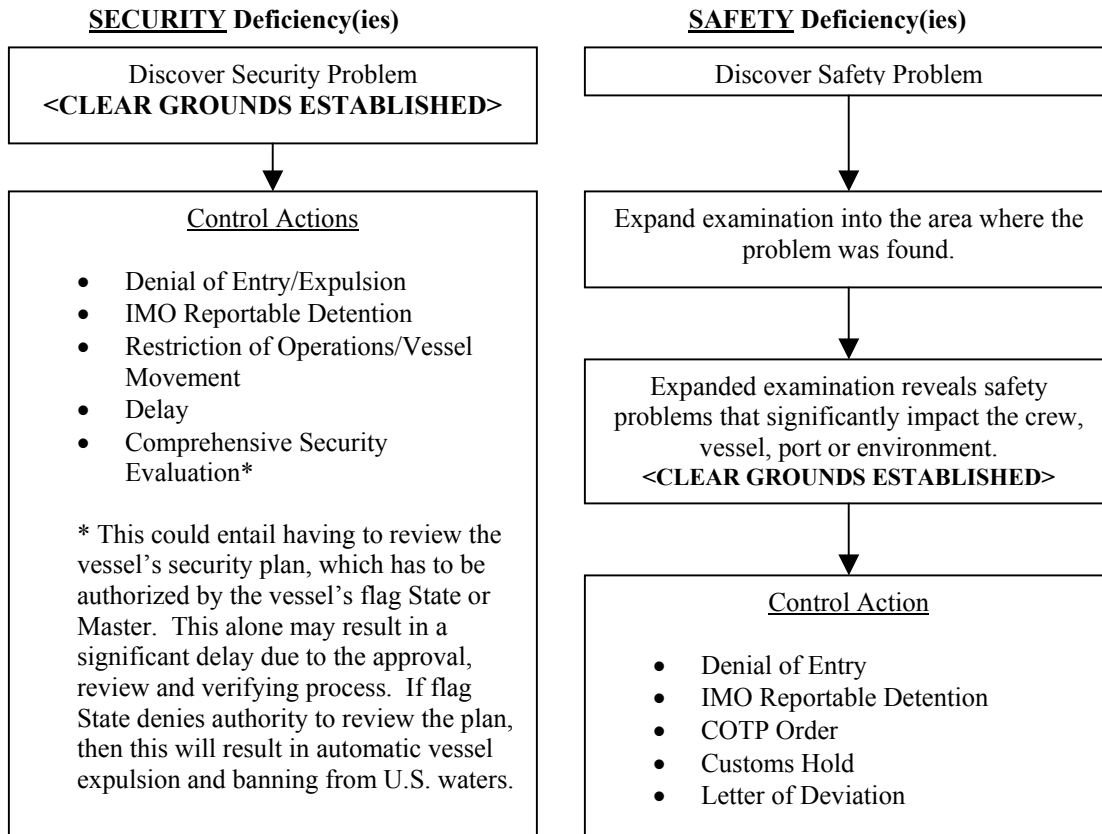 SECURITY Deficiency(ies)
Discover Security Problem
<CLEAR GROUNDS ESTABLISHED>
Control Actions
• Denial of Entry/Expulsion
• IMO Reportable Detention
• Restriction of Operations/Vessel
Movement
• Delay
• Comprehensive Security
Evaluation*
* This could entail having to review the
vessel’s security plan, which has to be
authorized by the vessel’s flag State or
Master.  This alone may result in a
significant delay due to the approval,
review and verifying process.  If flag
State denies authority to review the plan,
then this will result in automatic vessel
expulsion and banning from U.S. waters.
SAFETY Deficiency(ies)
Discover Safety Problem
Expand examination into the area where the
problem was found.
Expanded examination reveals safety
problems that significantly impact the crew,
vessel, port or environment.
<CLEAR GROUNDS ESTABLISHED>
Control Action
• Denial of Entry
• IMO Reportable Detention
• COTP Order
• Customs Hold
• Letter of Deviation